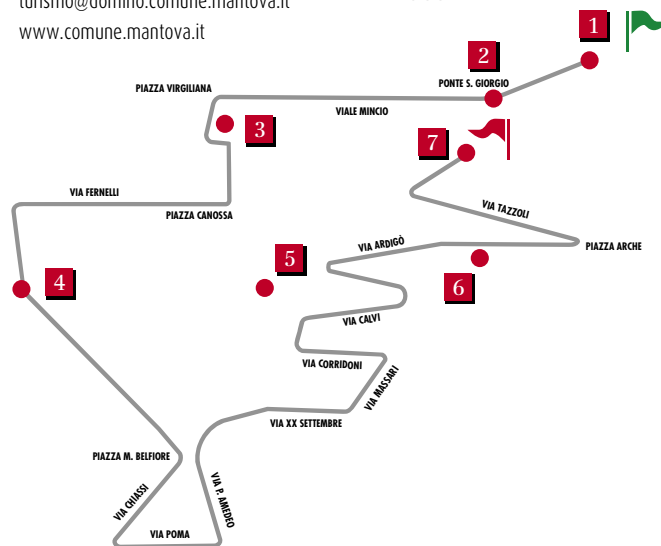 turismo@domino.comune.mantova.it
www.comune.mantova.it
1
2
PONTE S. GIORGIO
PIAZZA VIRGILIANA
VIALE MINCIO
3
7
VIA FERNELLI
PIAZZA CANOSSA
VIA TAZZOLI
VIA ARDIGÒ
PIAZZA ARCHE
4
5
6
VIA CALVI
VIA CORRIDONI
VIA MASSARI
VIA XX SETTEMBRE
PIAZZA M. BELFIORE
VIA CHIASSI
VIA P. AMEDEO
VIA POMA